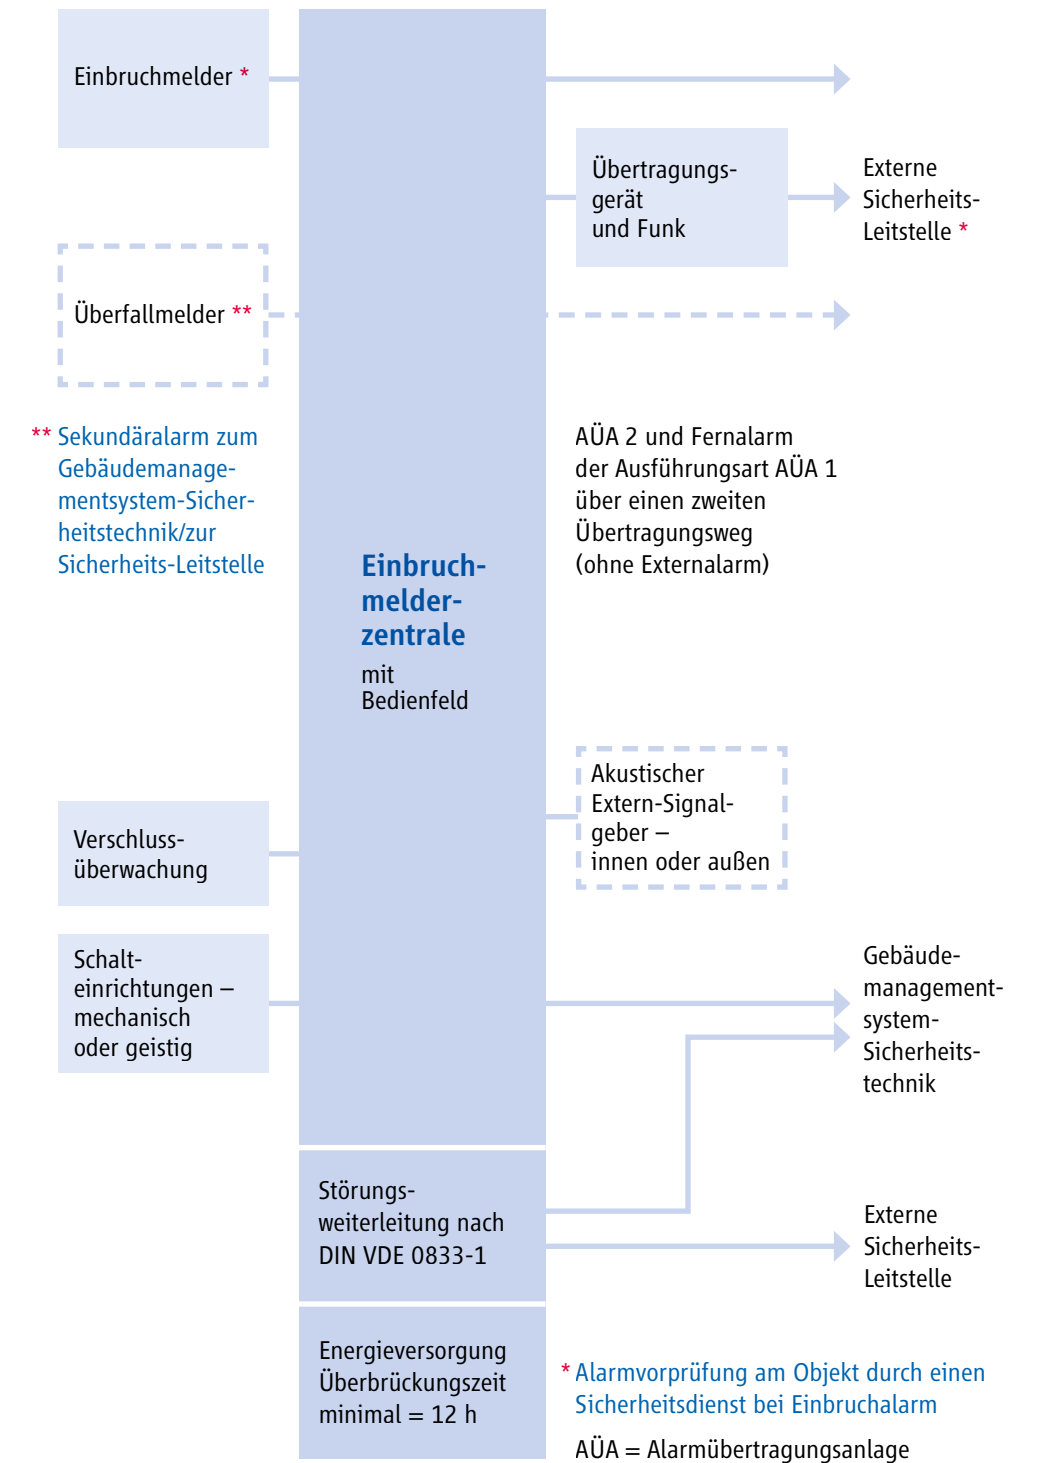 Einbruchmelder *
Übertragungs-
gerät
und Funk
Externe
Sicherheits-
Leitstelle *
Überfallmelder **
** Sekundäralarm zum
Gebäudemanage-
mentsystem-Sicher-
heitstechnik/zur
Sicherheits-Leitstelle
AÜA 2 und Fernalarm
der Ausführungsart AÜA 1
über einen zweiten
Übertragungsweg
(ohne Externalarm)
Einbruch-
melder-
zentrale
mit
Bedienfeld
Akustischer
Extern-Signal-
geber –
innen oder außen
Verschluss-
überwachung
Schalt-
einrichtungen –
mechanisch
oder geistig
Gebäude-
management-
system-
Sicherheits-
technik
Störungs-
weiterleitung nach
DIN VDE 0833-1
Externe
Sicherheits-
Leitstelle
Energieversorgung
Überbrückungszeit
minimal = 12 h
* Alarmvorprüfung am Objekt durch einen
Sicherheitsdienst bei Einbruchalarm
AÜA = Alarmübertragungsanlage